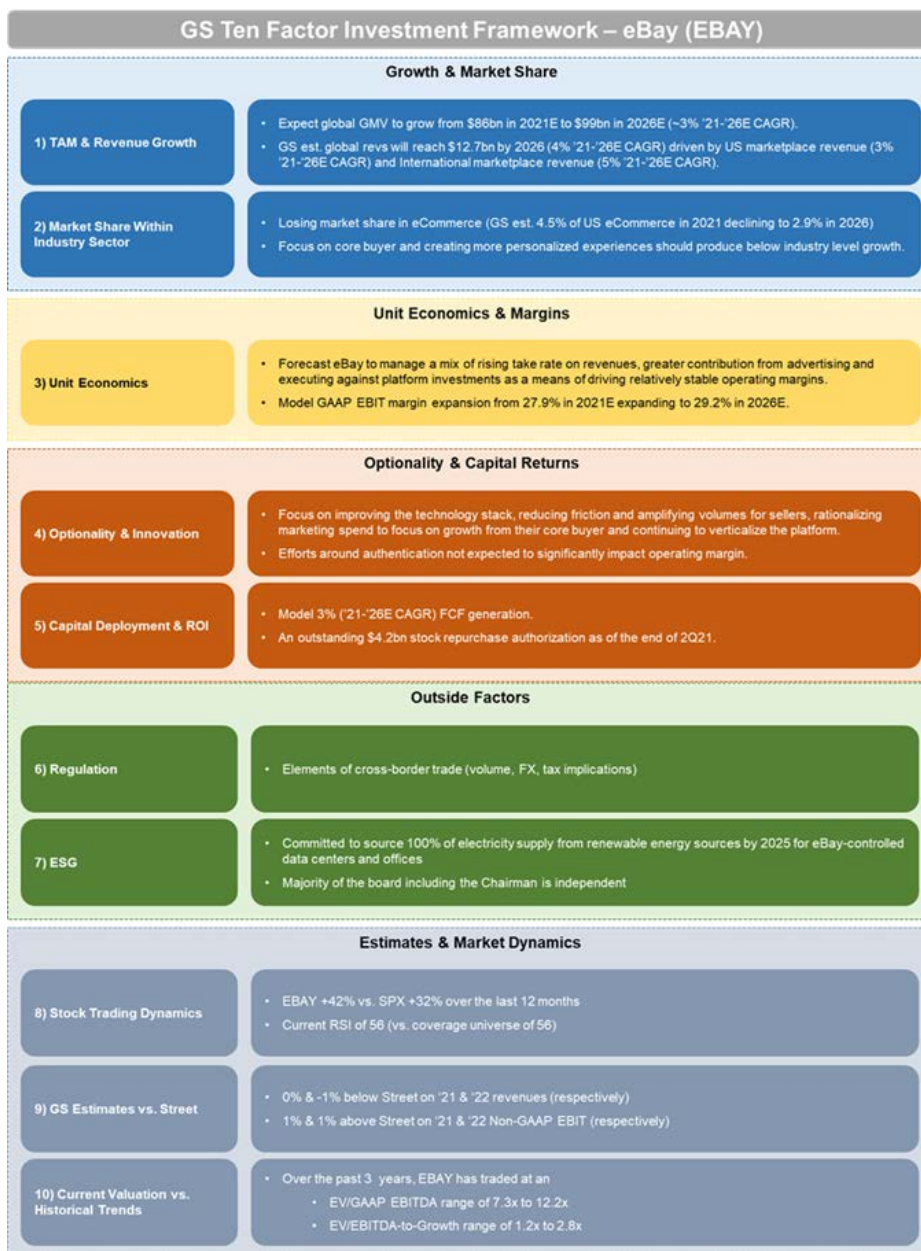 GS Ten Factor Investment Framework – eBay (EBAY)
Growth & Market Share
1) TAM & Revenue Growth
• Expect global GMV to grow from $86bn in 2021E to $99bn in 2026E (~3% '21-'26E CAGR).
• GS est. global revs will reach $12.7bn by 2026 (4% '21-'26E CAGR) driven by US marketplace revenue (3%
'21-'26E CAGR) and International marketplace revenue (5% '21-'26E CAGR).
2) Market Share Within
Industry Sector
• Losing market share in eCommerce (GS est. 4.5% of US eCommerce in 2021 declining to 2.9% in 2026)
• Focus on core buyer and creating more personalized experiences should produce below industry level growth.
Unit Economics & Margins
3) Unit Economics
• Forecast eBay to manage a mix of rising take rate on revenues, greater contribution from advertising and
executing against platform investments as a means of driving relatively stable operating margins.
• Model GAAP EBIT margin expansion from 27.9% in 2021E expanding to 29.2% in 2026E.
Optionality & Capital Returns
4) Optionality & Innovation
• Focus on improving the technology stack, reducing friction and amplifying volumes for sellers, rationalizing
marketing spend to focus on growth from their core buyer and continuing to verticalize the platform.
• Efforts around authentication not expected to significantly impact operating margin.
5) Capital Deployment & ROI
• Model 3% ('21-'26E CAGR) FCF generation.
• An outstanding $4.2bn stock repurchase authorization as of the end of 2Q21.
Outside Factors
6) Regulation
• Elements of cross-border trade (volume, FX, tax implications)
7) ESG
• Committed to source 100% of electricity supply from renewable energy sources by 2025 for eBay-controlled
data centers and offices
• Majority of the board including the Chairman is independent
Estimates & Market Dynamics
8) Stock Trading Dynamics
• EBAY +42% vs. SPX +32% over the last 12 months
• Current RSI of 56 (vs. coverage universe of 56)
9) GS Estimates vs. Street
• 0% & -1% below Street on '21 & '22 revenues (respectively)
• 1% & 1% above Street on '21 & '22 Non-GAAP EBIT (respectively)
10) Current Valuation vs.
Historical Trends
• Over the past 3 years, EBAY has traded at an
• EV/GAAP EBITDA range of 7.3x to 12.2x
• EV/EBITDA-to-Growth range of 1.2x to 2.8x